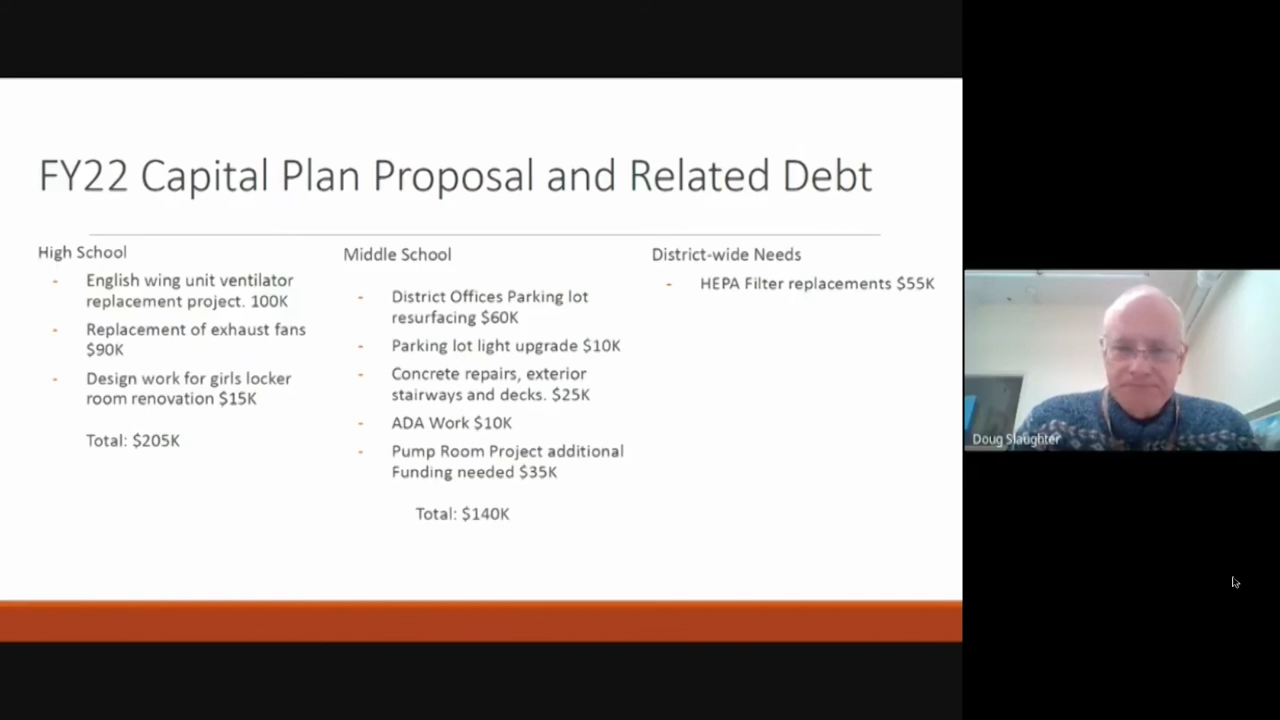 FY22 Capital Plan Proposal and Related Debt
High School
- English wing unit ventilator
replacement project. 100K
- Replacement of exhaust fans
$90K
- Design work for girls locker
room renovation $15K
Total: $205K
Middle School
- District Offices Parking lot
resurfacing $60K
- Parking lot light upgrade $10K
- Concrete repairs, exterior
stairways and decks. $25K
- ADA Work $10K
- Pump Room Project additional
Funding needed $35K
Total: $140K
District-wide Needs
- HEPA Filter replacements $55K
Doug Slaughter